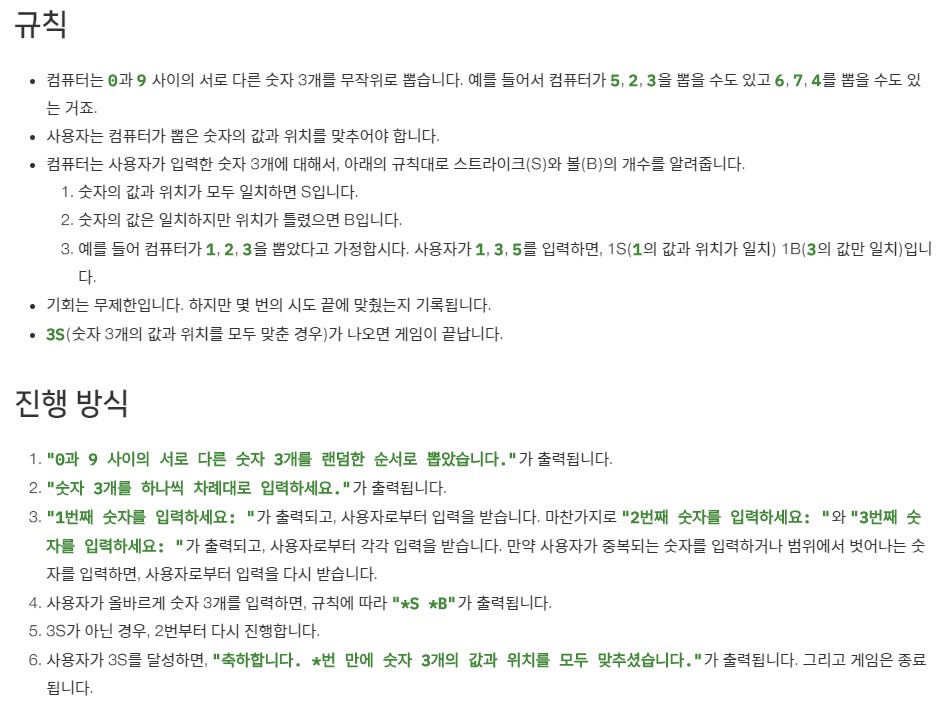 규칙
• 컴퓨터는 0과 9 사이의 서로 다른 숫자 3개를 무작위로 뽑습니다. 예를 들어서 컴퓨터가 5, 2, 3을 뽑을 수도 있고 6, 7, 4를 뽑을 수도 있
는 거죠.
• 사용자는 컴퓨터가 뽑은 숫자의 값과 위치를 맞추어야 합니다.
• 컴퓨터는 사용자가 입력한 숫자 3개에 대해서, 아래의 규칙대로 스트라이크(S)와 볼(B)의 개수를 알려줍니다.
1. 숫자의 값과 위치가 모두 일치하면 S입니다.
2. 숫자의 값은 일치하지만 위치가 틀렸으면 B입니다.
3. 예를 들어 컴퓨터가 1, 2, 3을 뽑았다고 가정합시다. 사용자가 1, 3, 5를 입력하면, 1S(1의 값과 위치가 일치) 1B(3의 값만 일치)입니
다.
• 기회는 무제한입니다. 하지만 몇 번의 시도 끝에 맞췄는지 기록됩니다.
• 3S(숫자 3개의 값과 위치를 모두 맞춘 경우)가 나오면 게임이 끝납니다.
진행 방식
1. "0과 9 사이의 서로 다른 숫자 3개를 랜덤한 순서로 뽑았습니다."가 출력됩니다.
2. "숫자 3개를 하나씩 차례대로 입력하세요."가 출력됩니다.
3. "1번째 숫자를 입력하세요: "가 출력되고, 사용자로부터 입력을 받습니다. 마찬가지로 "2번째 숫자를 입력하세요: "와 "3번째 숫
자를 입력하세요: "가 출력되고, 사용자로부터 각각 입력을 받습니다. 만약 사용자가 중복되는 숫자를 입력하거나 범위에서 벗어나는 숫
자를 입력하면, 사용자로부터 입력을 다시 받습니다.
4. 사용자가 올바르게 숫자 3개를 입력하면, 규칙에 따라 "*S *B"가 출력됩니다.
5. 3S가 아닌 경우, 2번부터 다시 진행합니다.
6. 사용자가 3S를 달성하면, "축하합니다. *번 만에 숫자 3개의 값과 위치를 모두 맞추셨습니다."가 출력됩니다. 그리고 게임은 종료
됩니다.